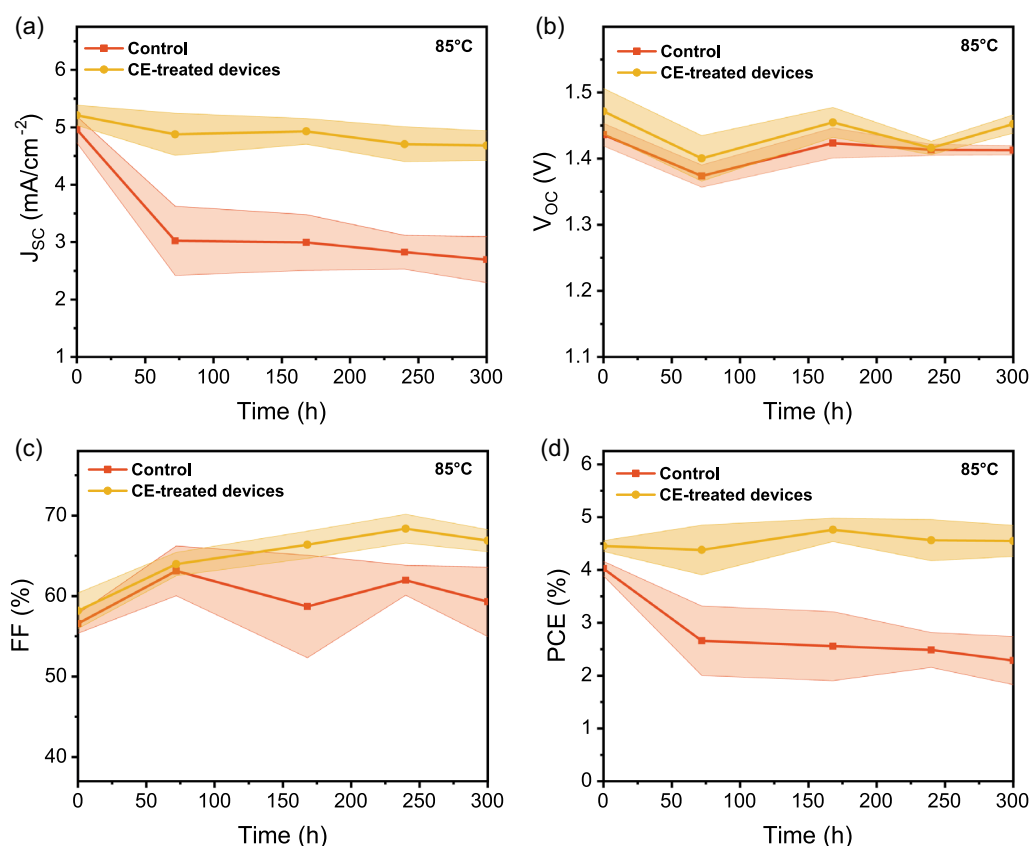 (a)
Control
CE-treated devices
85°C
6
5
4
3
2
1
J_SC (mA/cm⁻²)
0 50 100 150 200 250 300
Time (h)
(b)
Control
CE-treated devices
85°C
1.5
1.4
1.3
1.2
1.1
V_OC (V)
0 50 100 150 200 250 300
Time (h)
(c)
Control
CE-treated devices
85°C
70
60
50
40
FF (%)
0 50 100 150 200 250 300
Time (h)
(d)
Control
CE-treated devices
85°C
6
5
4
3
2
1
0
PCE (%)
0 50 100 150 200 250 300
Time (h)